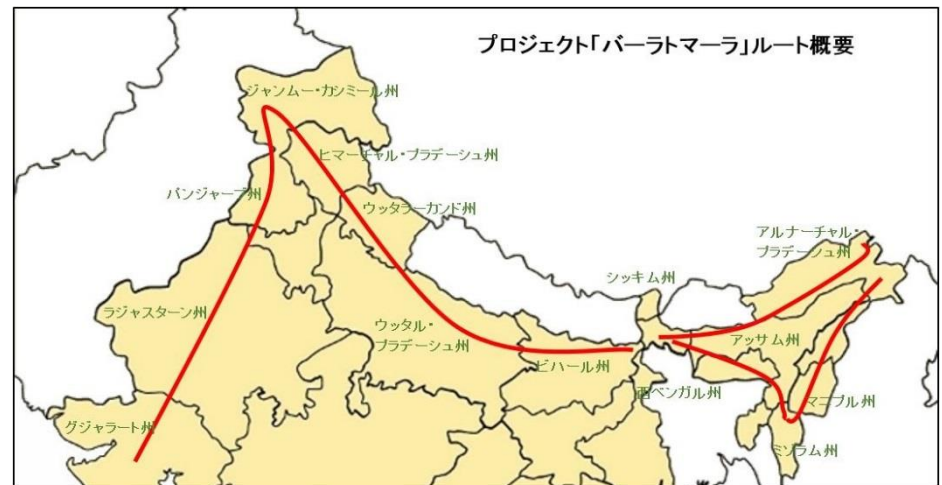 プロジェクト「バーラトマーラ」ルート概要
ジャンムー・カシミール州
ヒマーチャル・プラデーシュ州
パンジャーブ州
ウッタラーカンド州
アルナーチャル・
プラデーシュ州
シッキム州
ラジャスターン州
ウッタル・
プラデーシュ州
アッサム州
ビハール州
西ベンガル州
マニプル州
グジャラート州
ミゾラム州